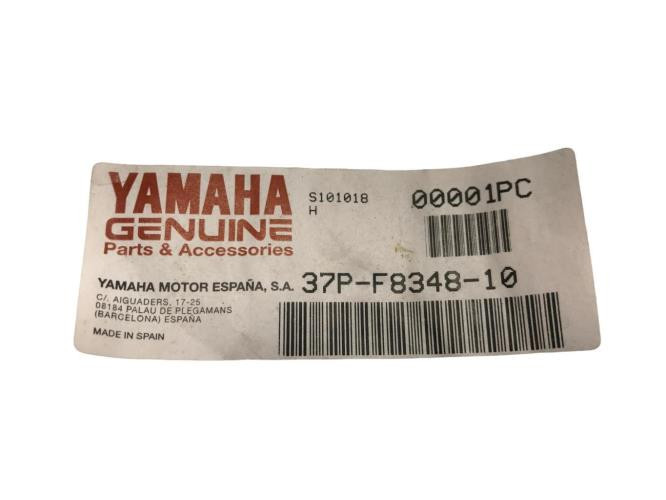 YAMAHA
GENUINE
Parts & Accessories
S101018
H
00001PC
YAMAHA MOTOR ESPAÑA, S.A.
37P-F8348-10
C/. AIGUADERS, 17-25
08184 PALAU DE PLEGAMANS
(BARCELONA) ESPAÑA
MADE IN SPAIN